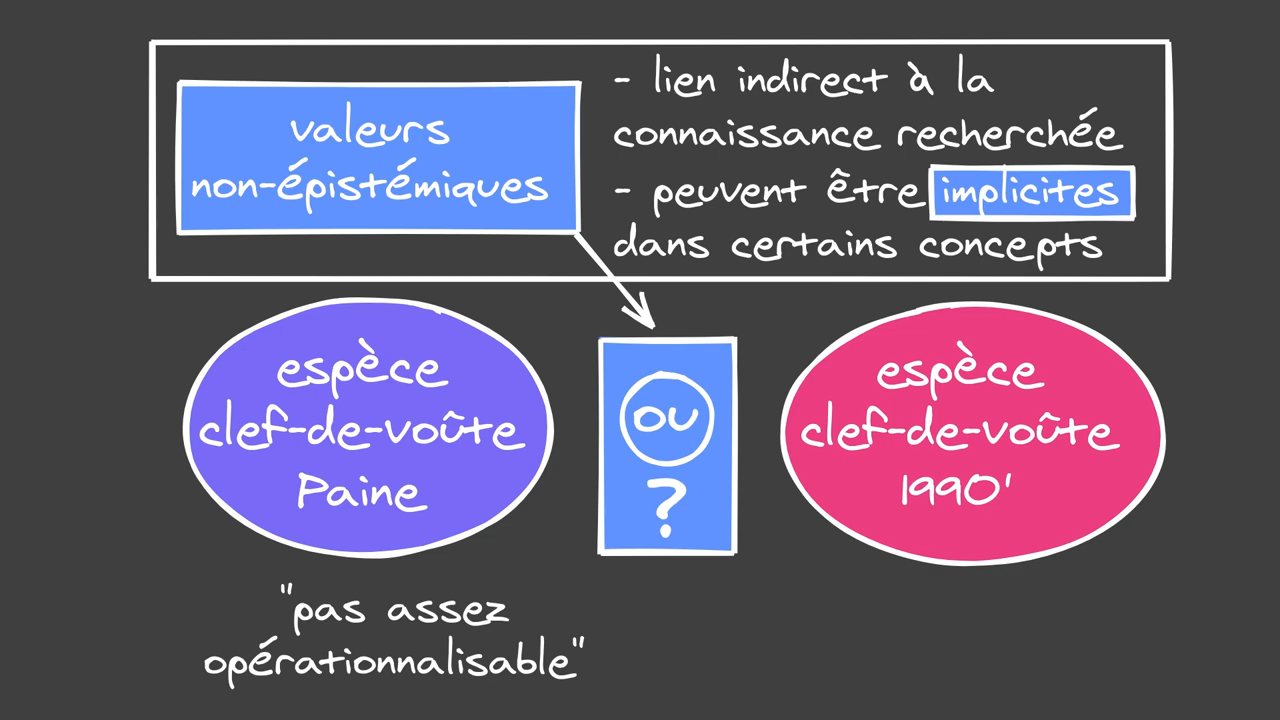 valeurs
non-épistémiques
- lien indirect à la
connaissance recherchée
- peuvent être implicites
dans certains concepts
espèce
clef-de-voûte
Paine
ou
?
espèce
clef-de-voûte
1990'
"pas assez
opérationnalisable"